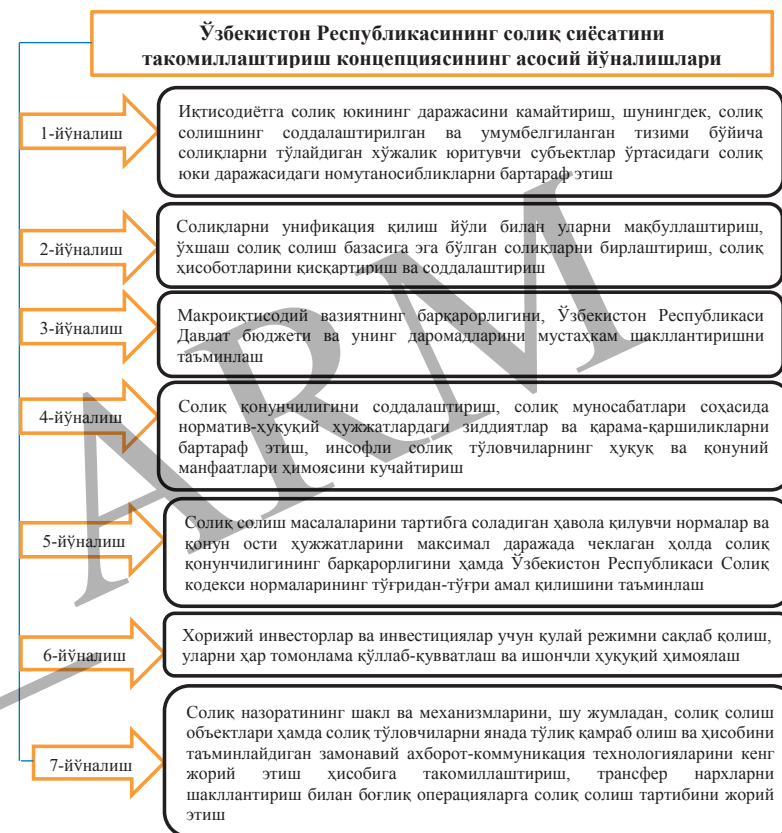 Ўзбекистон Республикасининг солиқ сиёсатини
такомиллаштириш концепциясининг асосий йўналишлари
1-йўналиш
Иқтисодиётга солиқ юкининг даражасини камайтириш, шунингдек, солиқ
солишнинг соддалаштирилган ва умумбелгиланган тизими бўйича
солиқларни тўлайдиган хўжалик юритувчи субъектлар ўртасидаги солиқ
юки даражасидаги номутаносибликларни бартараф этиш
2-йўналиш
Солиқларни унификация қилиш йўли билан уларни мақбуллаштириш,
ўхшаш солиқ солиш базасига эга бўлган солиқларни бирлаштириш, солиқ
ҳисоботларини қисқартириш ва соддалаштириш
3-йўналиш
Макроиқтисодий вазиятнинг барқарорлигини, Ўзбекистон Республикаси
Давлат бюджети ва унинг даромадларини мустаҳкам шакллантиришни
таъминлаш
4-йўналиш
Солиқ қонунчилигини соддалаштириш, солиқ муносабатлари соҳасида
норматив-ҳуқуқий ҳужжатлардаги зиддиятлар ва қарама-қаршиликларни
бартараф этиш, инсофли солиқ тўловчиларнинг ҳуқуқ ва қонуний
манфаатлари ҳимоясини кучайтириш
5-йўналиш
Солиқ солиш масалаларини тартибга соладиган ҳавола қилувчи нормалар ва
қонун ости ҳужжатларини максимал даражада чеклаган ҳолда солиқ
қонунчилигининг барқарорлигини ҳамда Ўзбекистон Республикаси Солиқ
кодекси нормаларининг тўғридан-тўғри амал қилишини таъминлаш
6-йўналиш
Хорижий инвесторлар ва инвестициялар учун қулай режимни сақлаб қолиш,
уларни ҳар томонлама қўллаб-қувватлаш ва ишончли ҳуқуқий ҳимоялаш
7-йўналиш
Солиқ назоратининг шакл ва механизмларини, шу жумладан, солиқ солиш
объектлари ҳамда солиқ тўловчиларни янада тўлиқ қамраб олиш ва ҳисобини
таъминлайдиган замонавий ахборот-коммуникация технологияларини кенг
жорий этиш ҳисобига такомиллаштириш, трансфер нархларни
шакллантириш билан боғлиқ операцияларга солиқ солиш тартибини жорий
этиш
ARM